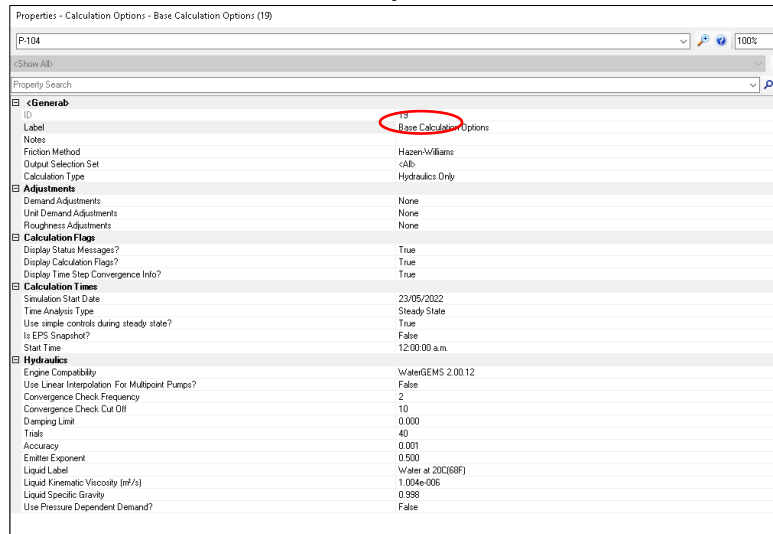 Properties - Calculation Options - Base Calculation Options (19)
P-104 100%
<Show All>
Property Search
<General>
ID 19
Label Base Calculation Options
Notes
Friction Method Hazen-Williams
Output Selection Set <All>
Calculation Type Hydraulics Only
Adjustments
Demand Adjustments None
Unit Demand Adjustments None
Roughness Adjustments None
Calculation Flags
Display Status Messages? True
Display Calculation Flags? True
Display Time Step Convergence Info? True
Calculation Times
Simulation Start Date 23/05/2022
Time Analysis Type Steady State
Use simple controls during steady state? True
Is EPS Snapshot? False
Start Time 12:00:00 a.m.
Hydraulics
Engine Compatibility WaterGEMS 2.00.12
Use Linear Interpolation For Multipoint Pumps? False
Convergence Check Frequency 2
Convergence Check Cut Off 10
Damping Limit 0.000
Trials 40
Accuracy 0.001
Emitter Exponent 0.500
Liquid Label Water at 20C(68F)
Liquid Kinematic Viscosity (m²/s) 1.004e-006
Liquid Specific Gravity 0.998
Use Pressure Dependent Demand? False